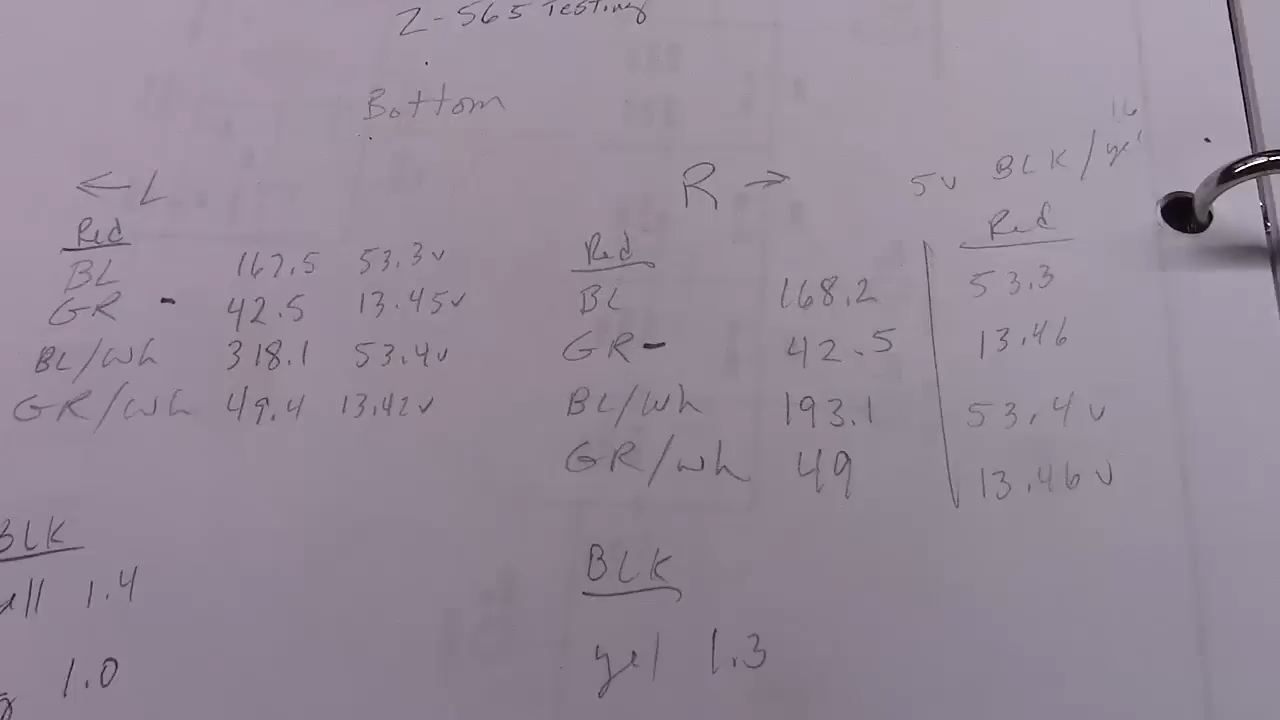 Z-565 Testing
Bottom
← L
Red
BL 167.5 53.3v
GR - 42.5 13.45v
BL/Wh 318.1 53.4v
GR/Wh 49.4 13.42v
BLK
1.4
1.0
R →
Red
BL 168.2
GR - 42.5
BL/Wh 193.1
GR/Wh 49
BLK
yel 1.3
16
5v BLK/yel
Red
53.3
13.46
53.4v
13.46v